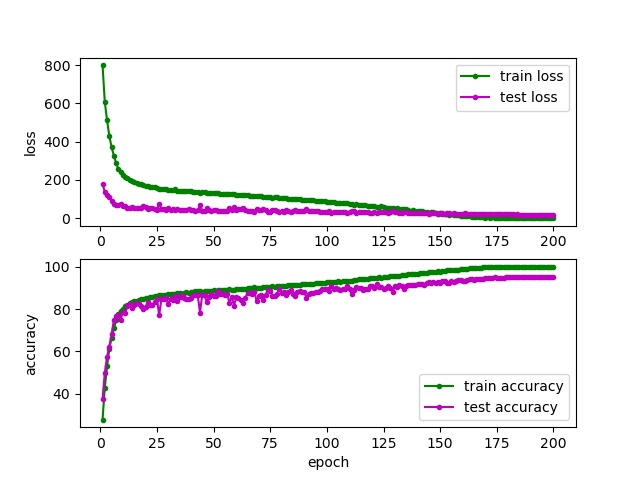 800
600
400
200
0
loss
train loss
test loss
0 25 50 75 100 125 150 175 200
100
80
60
40
accuracy
train accuracy
test accuracy
0 25 50 75 100 125 150 175 200
epoch